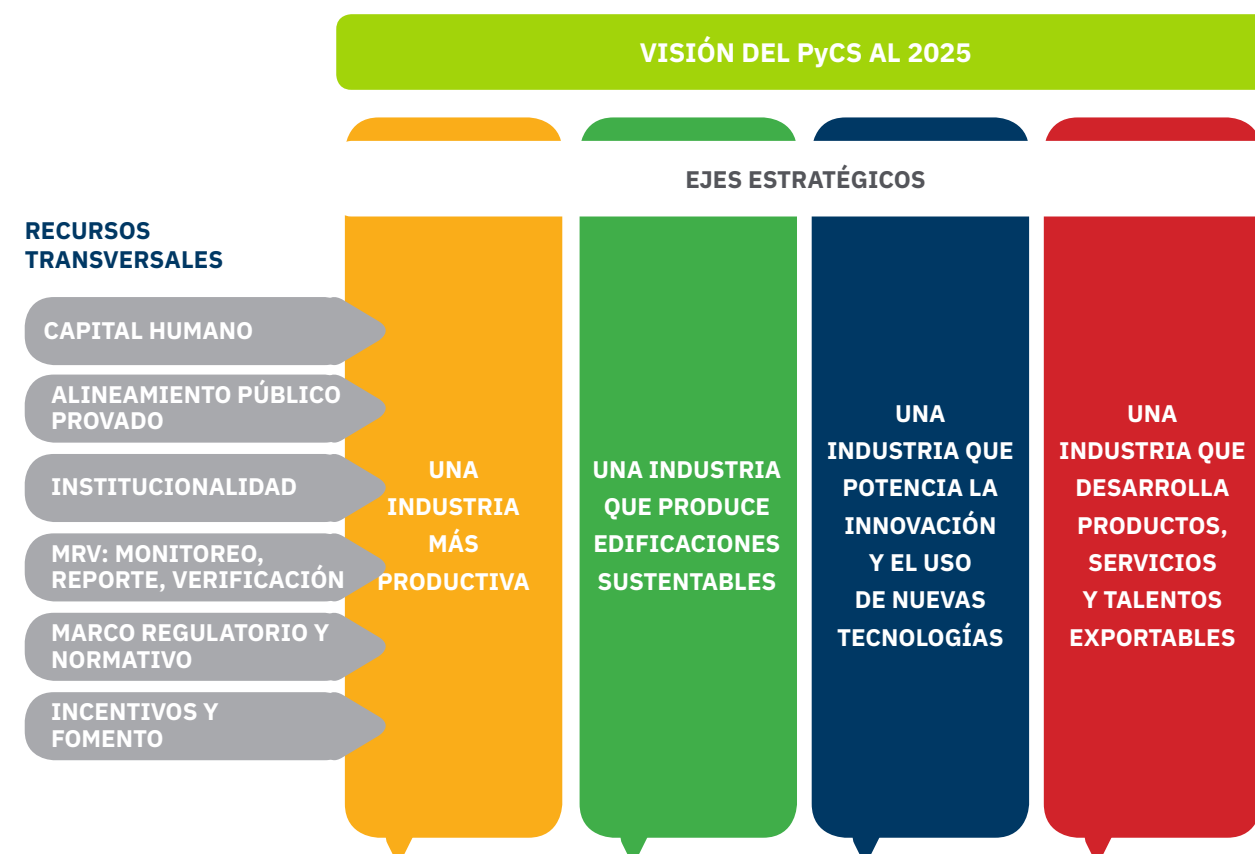 VISIÓN DEL PyCS AL 2025
EJES ESTRATÉGICOS
RECURSOS
TRANSVERSALES
CAPITAL HUMANO
ALINEAMIENTO PÚBLICO
PROVADO
INSTITUCIONALIDAD
MRV: MONITOREO,
REPORTE, VERIFICACIÓN
MARCO REGULATORIO Y
NORMATIVO
INCENTIVOS Y
FOMENTO
UNA
INDUSTRIA
MÁS
PRODUCTIVA
UNA INDUSTRIA
QUE PRODUCE
EDIFICACIONES
SUSTENTABLES
UNA
INDUSTRIA QUE
POTENCIA LA
INNOVACIÓN
Y EL USO
DE NUEVAS
TECNOLOGÍAS
UNA
INDUSTRIA QUE
DESARROLLA
PRODUCTOS,
SERVICIOS
Y TALENTOS
EXPORTABLES